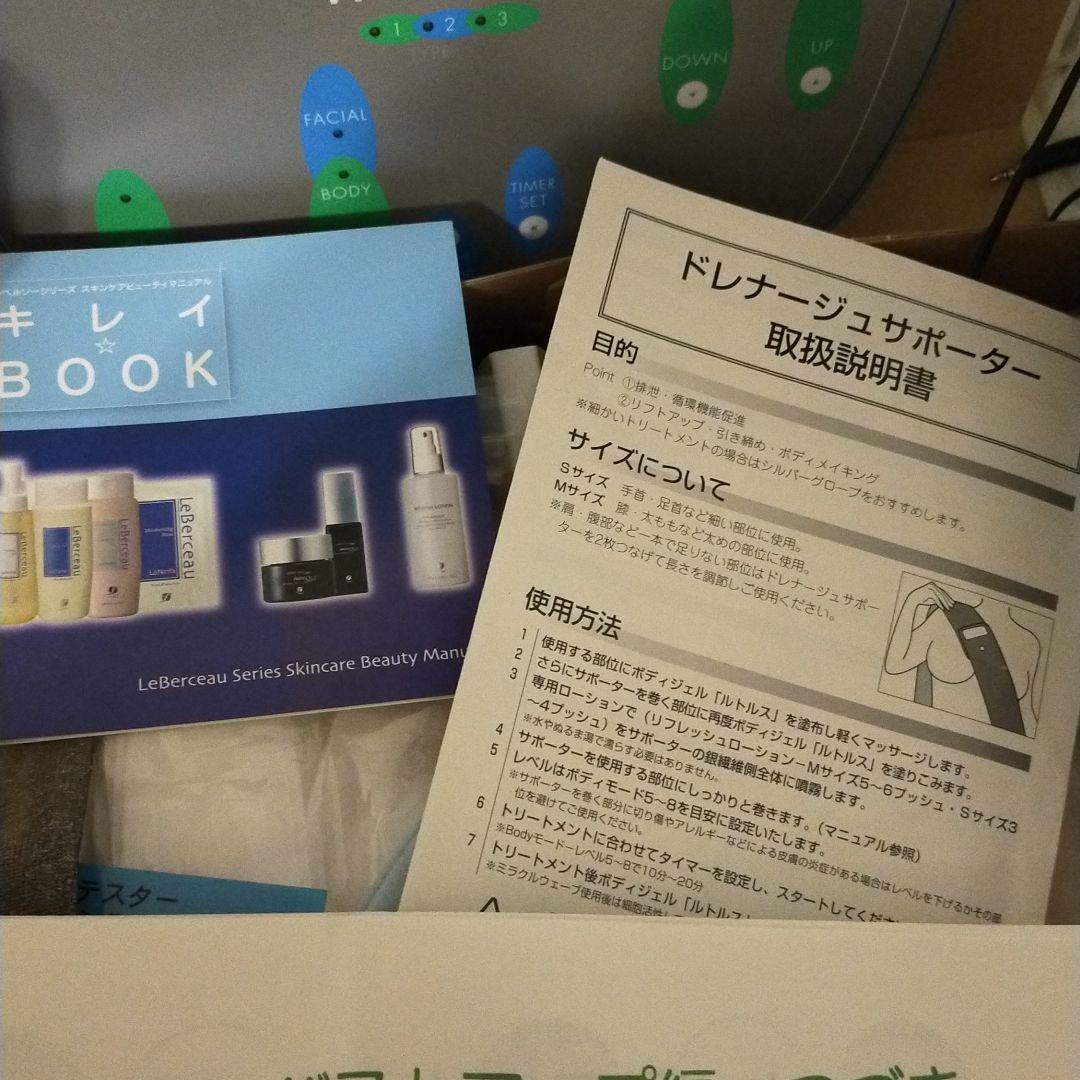 1 2 3
DOWN
UP
FACIAL
BODY
TIMER
SET
ベルソーシリーズ スキンケアビューティマニュアル
キレイ
☆
BOOK
LeBerceau
LeBerceau
LeBerceau
LeBerceau Series Skincare Beauty Manu
テスター
ドレナージュサポーター
取扱説明書
目的
Point ①排泄・循環機能促進
②リフトアップ・引き締め・ボディメイキング
※細かいトリートメントの場合はシルバーグローブをおすすめします。
サイズについて
Sサイズ 手首・足首など細い部位に使用。
Mサイズ 膝・太ももなど太めの部位に使用。
※肩・腹部など一本で足りない部位はドレナージュサポー
ターを2枚つなげて長さを調節しご使用ください。
使用方法
1 使用する部位にボディジェル「ルトルス」を塗布し軽くマッサージします。
2 さらにサポーターを巻く部位に再度ボディジェル「ルトルス」を塗りこみます。
3 専用ローションで(リフレッシュローション−Mサイズ5〜6プッシュ・Sサイズ3
〜4プッシュ)をサポーターの銀繊維側全体に噴霧します。
※水やぬるま湯で濡らす必要はありません。
4 サポーターを使用する部位にしっかりと巻きます。(マニュアル参照)
5 レベルはボディモード5〜8を目安に設定いたします。
※サポーターを巻く部分に切り傷やアレルギーなどによる皮膚の炎症がある場合はレベルを下げるかその部
位を避けてご使用ください。
6 トリートメントに合わせてタイマーを設定し、スタートしてくださ
※Bodyモード−レベル5〜8で10分〜20分
7 トリートメント後ボディジェル「ルトルス」
※ミラクルウェーブ使用後は細胞活性し